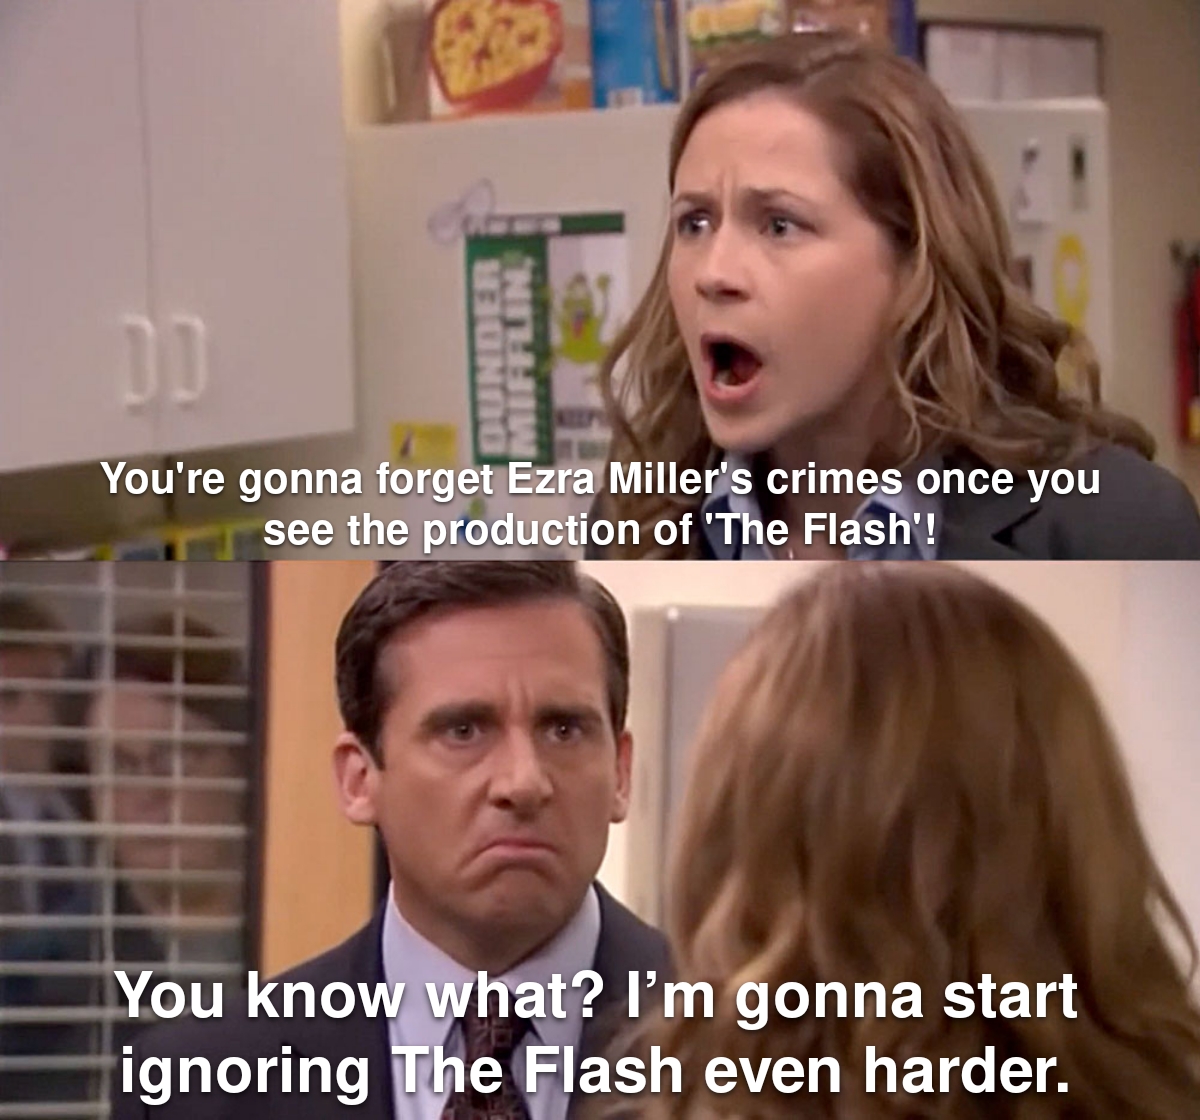 DUNDER
MIFFLIN,
KEEP
You're gonna forget Ezra Miller's crimes once you
see the production of 'The Flash'!
You know what? I’m gonna start
ignoring The Flash even harder.